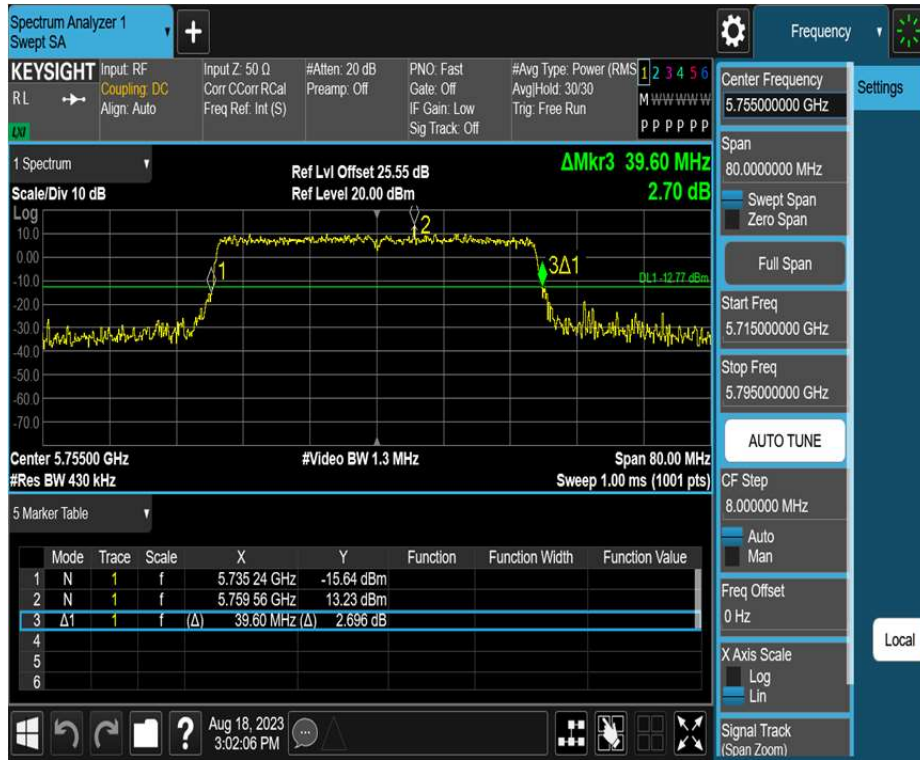 Spectrum Analyzer 1
Swept SA
+
Frequency
KEYSIGHT
RL
LXI
Input: RF
Coupling: DC
Align: Auto
Input Z: 50 Ω
Corr CCorr RCal
Freq Ref: Int (S)
#Atten: 20 dB
Preamp: Off
PNO: Fast
Gate: Off
IF Gain: Low
Sig Track: Off
#Avg Type: Power (RMS
Avg|Hold: 30/30
Trig: Free Run
1 2 3 4 5 6
M W W W W W
P P P P P P
1 Spectrum
Scale/Div 10 dB
Ref Lvl Offset 25.55 dB
Ref Level 20.00 dBm
ΔMkr3 39.60 MHz
2.70 dB
Log
10.0
0.00
-10.0
-20.0
-30.0
-40.0
-50.0
-60.0
-70.0
1
2
3Δ1
DL1 -12.77 dBm
Center 5.75500 GHz
#Res BW 430 kHz
#Video BW 1.3 MHz
Span 80.00 MHz
Sweep 1.00 ms (1001 pts)
5 Marker Table
Mode Trace Scale X Y Function Function Width Function Value
1 N 1 f 5.735 24 GHz -15.64 dBm
2 N 1 f 5.759 56 GHz 13.23 dBm
3 Δ1 1 f (Δ) 39.60 MHz (Δ) 2.696 dB
4
5
6
?
Aug 18, 2023
3:02:06 PM
Center Frequency
5.755000000 GHz
Span
80.0000000 MHz
Swept Span
Zero Span
Full Span
Start Freq
5.715000000 GHz
Stop Freq
5.795000000 GHz
AUTO TUNE
CF Step
8.000000 MHz
Auto
Man
Freq Offset
0 Hz
X Axis Scale
Log
Lin
Signal Track
(Span Zoom)
Settings
Local